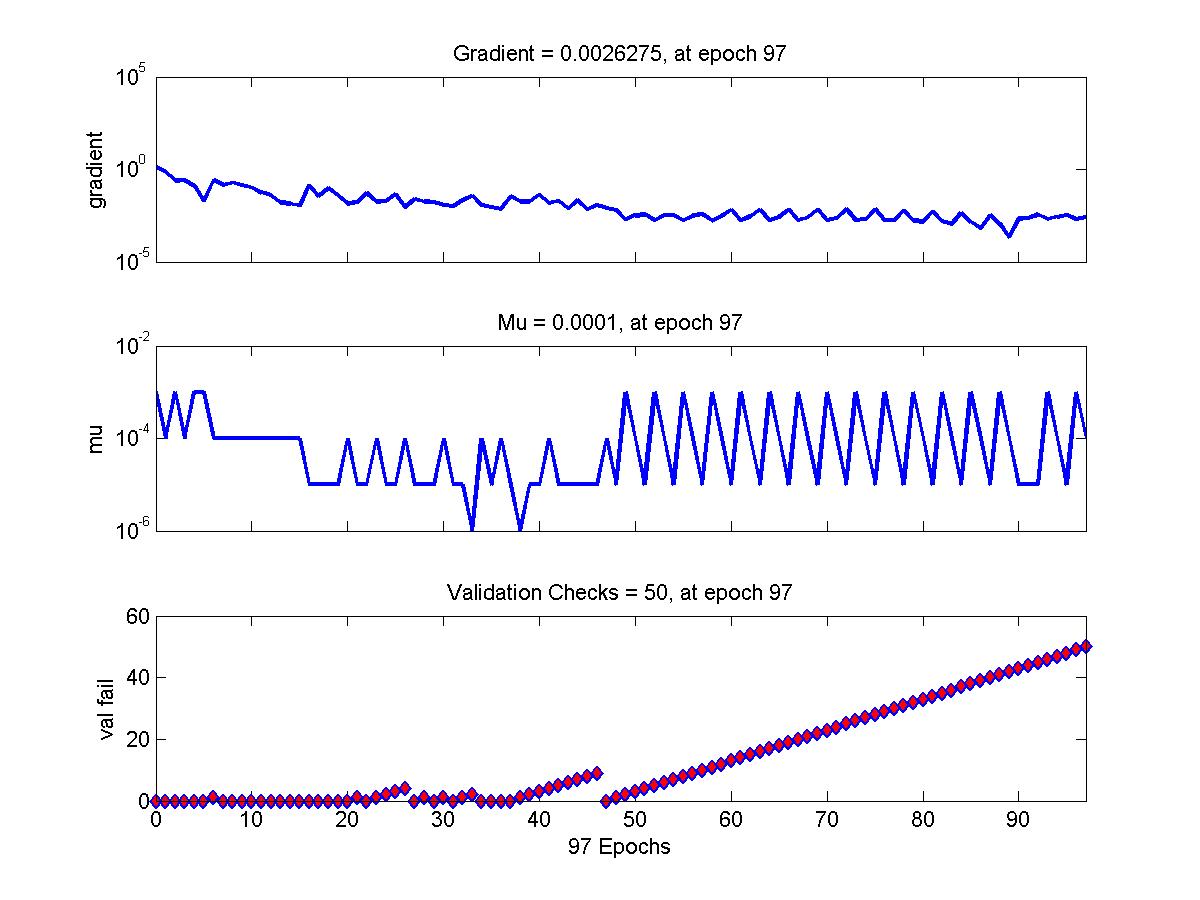 Gradient = 0.0026275, at epoch 97
10^5
10^0
10^-5
gradient
Mu = 0.0001, at epoch 97
10^-2
10^-4
10^-6
mu
Validation Checks = 50, at epoch 97
60
40
20
0
val fail
0 10 20 30 40 50 60 70 80 90
97 Epochs